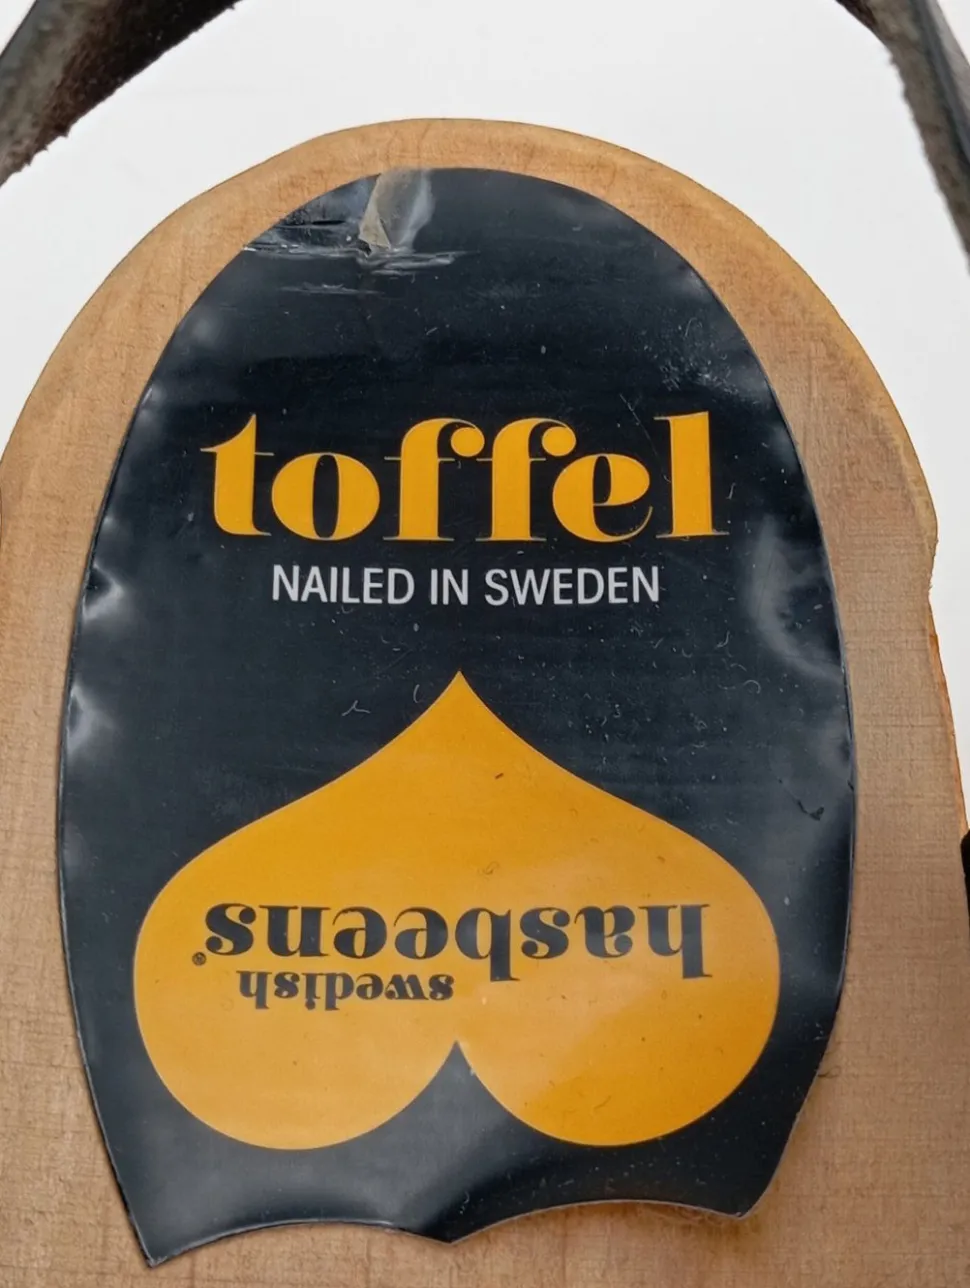 toffel
NAILED IN SWEDEN
swedish
hasbeens®